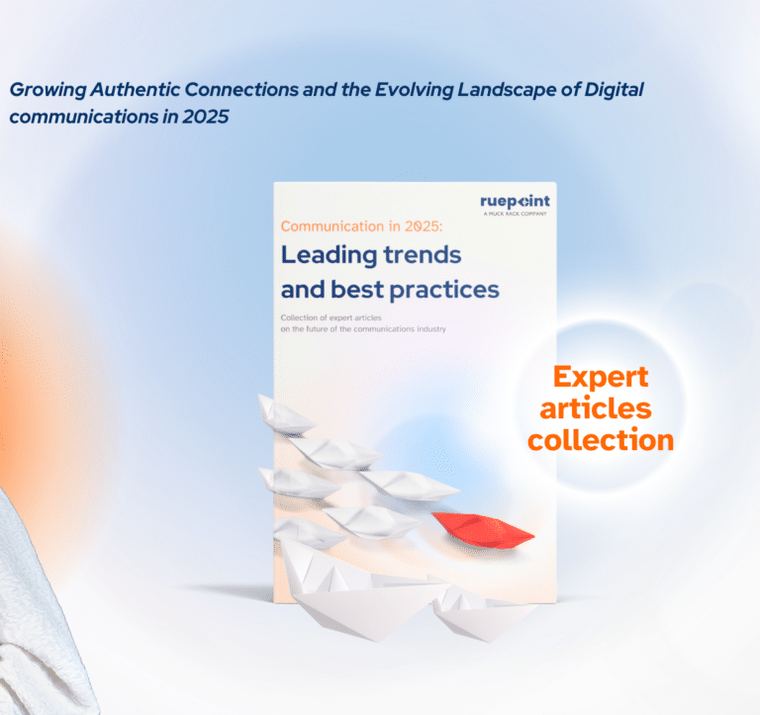 Growing Authentic Connections and the Evolving Landscape of Digital
communications in 2025
ruepoint
A MUCK RACK COMPANY
Communication in 2025:
Leading trends
and best practices
Collection of expert articles
on the future of the communications industry
Expert
articles
collection